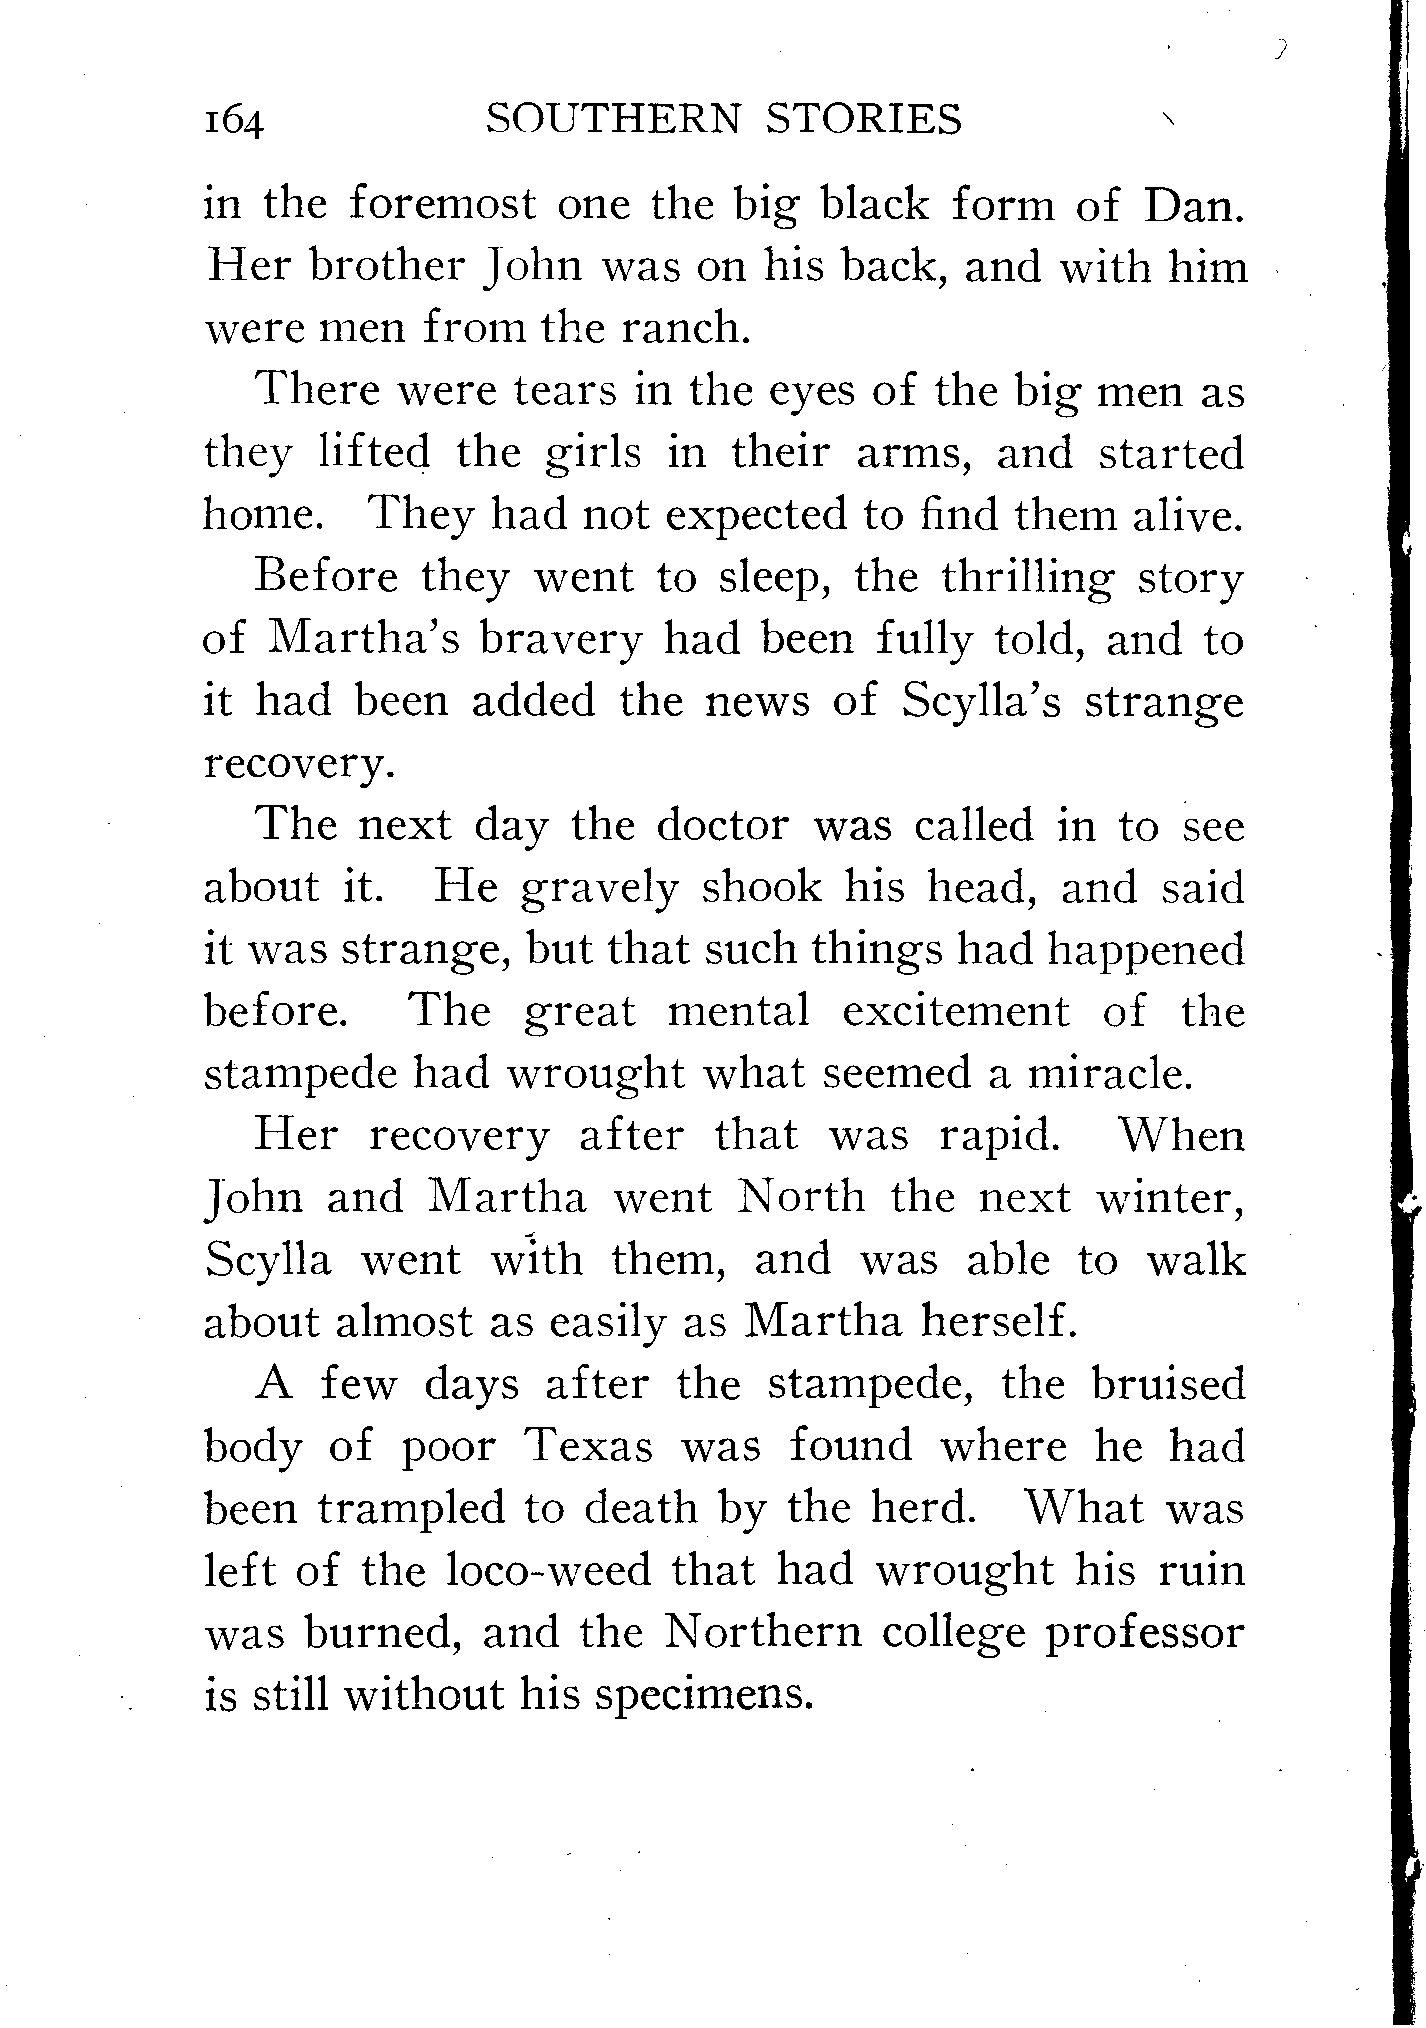 164 SOUTHERN STORIES
in the foremost one the big black form of Dan.
Her brother John was on his back, and with him
were men from the ranch.
There were tears in the eyes of the big men as
they lifted the girls in their arms, and started
home. They had not expected to find them alive.
Before they went to sleep, the thrilling story
of Martha's bravery had been fully told, and to
it had been added the news of Scylla's strange
recovery.
The next day the doctor was called in to see
about it. He gravely shook his head, and said
it was strange, but that such things had happened
before. The great mental excitement of the
stampede had wrought what seemed a miracle.
Her recovery after that was rapid. When
John and Martha went North the next winter,
Scylla went with them, and was able to walk
about almost as easily as Martha herself.
A few days after the stampede, the bruised
body of poor Texas was found where he had
been trampled to death by the herd. What was
left of the loco-weed that had wrought his ruin
was burned, and the Northern college professor
is still without his specimens.